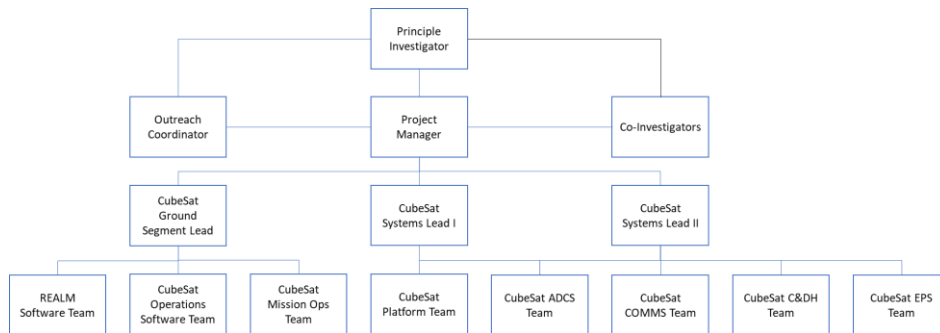 Principle
Investigator
Outreach
Coordinator
Project
Manager
Co-Investigators
CubeSat
Ground
Segment Lead
CubeSat
Systems Lead I
CubeSat
Systems Lead II
REALM
Software Team
CubeSat
Operations
Software Team
CubeSat
Mission Ops
Team
CubeSat
Platform Team
CubeSat ADCS
Team
CubeSat
COMMS Team
CubeSat C&DH
Team
CubeSat EPS
Team